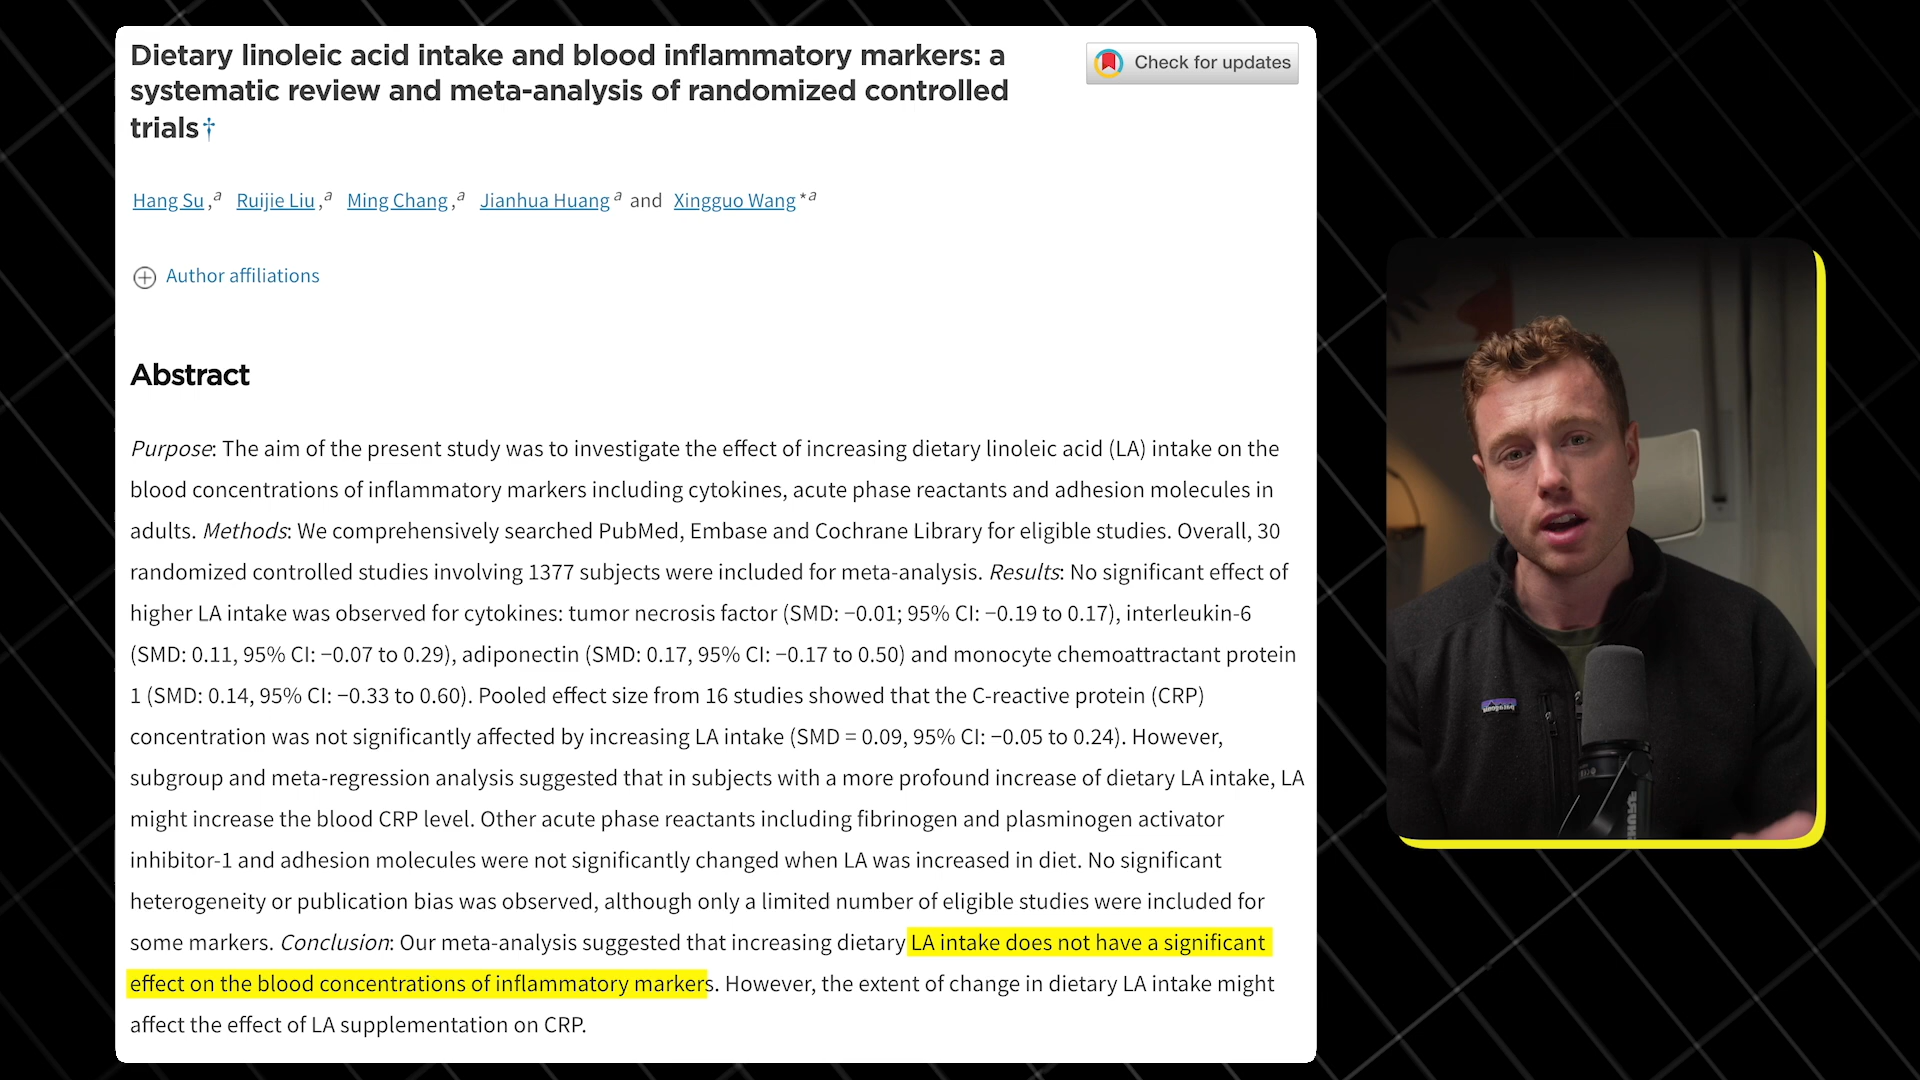 Dietary linoleic acid intake and blood inflammatory markers: a
systematic review and meta-analysis of randomized controlled
trials†
Check for updates
Hang Su,a Ruijie Liu,a Ming Chang,a Jianhua Huang a and Xingguo Wang *a
Author affiliations
Abstract
Purpose: The aim of the present study was to investigate the effect of increasing dietary linoleic acid (LA) intake on the
blood concentrations of inflammatory markers including cytokines, acute phase reactants and adhesion molecules in
adults. Methods: We comprehensively searched PubMed, Embase and Cochrane Library for eligible studies. Overall, 30
randomized controlled studies involving 1377 subjects were included for meta-analysis. Results: No significant effect of
higher LA intake was observed for cytokines: tumor necrosis factor (SMD: −0.01; 95% CI: −0.19 to 0.17), interleukin-6
(SMD: 0.11, 95% CI: −0.07 to 0.29), adiponectin (SMD: 0.17, 95% CI: −0.17 to 0.50) and monocyte chemoattractant protein
1 (SMD: 0.14, 95% CI: −0.33 to 0.60). Pooled effect size from 16 studies showed that the C-reactive protein (CRP)
concentration was not significantly affected by increasing LA intake (SMD = 0.09, 95% CI: −0.05 to 0.24). However,
subgroup and meta-regression analysis suggested that in subjects with a more profound increase of dietary LA intake, LA
might increase the blood CRP level. Other acute phase reactants including fibrinogen and plasminogen activator
inhibitor-1 and adhesion molecules were not significantly changed when LA was increased in diet. No significant
heterogeneity or publication bias was observed, although only a limited number of eligible studies were included for
some markers. Conclusion: Our meta-analysis suggested that increasing dietary LA intake does not have a significant
effect on the blood concentrations of inflammatory markers. However, the extent of change in dietary LA intake might
affect the effect of LA supplementation on CRP.